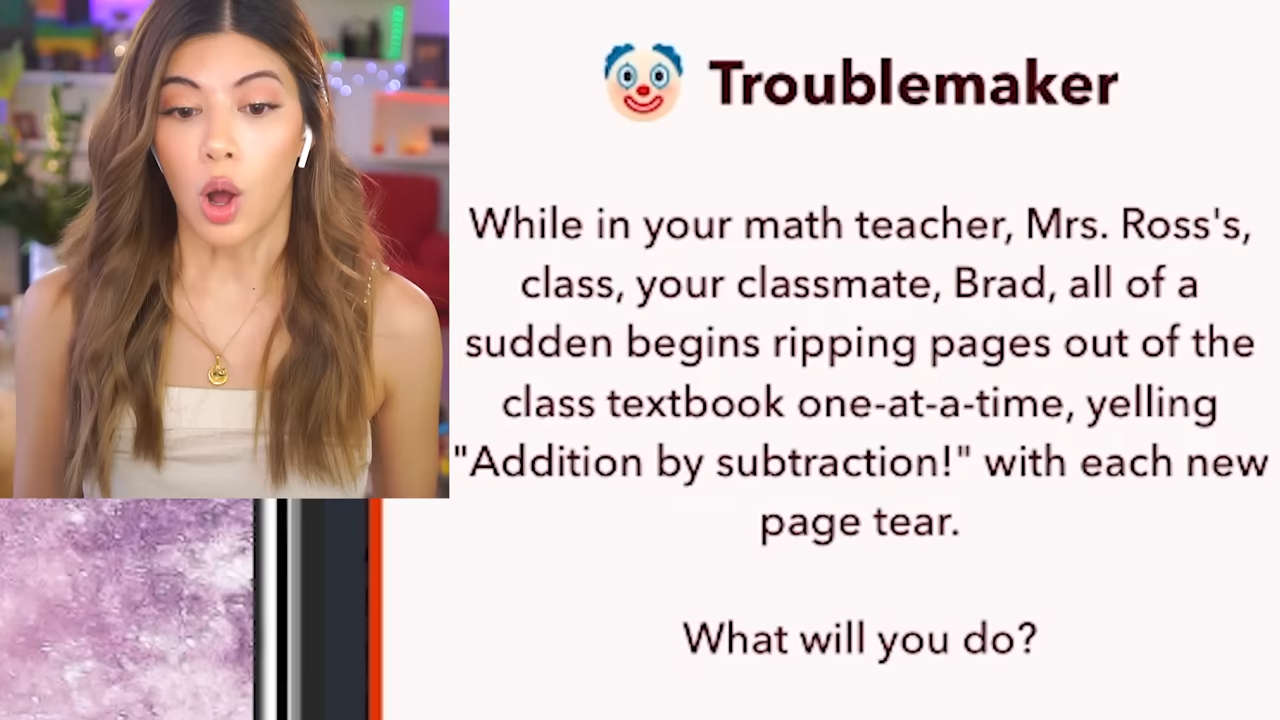 Troublemaker
While in your math teacher, Mrs. Ross's,
class, your classmate, Brad, all of a
sudden begins ripping pages out of the
class textbook one-at-a-time, yelling
"Addition by subtraction!" with each new
page tear.
What will you do?